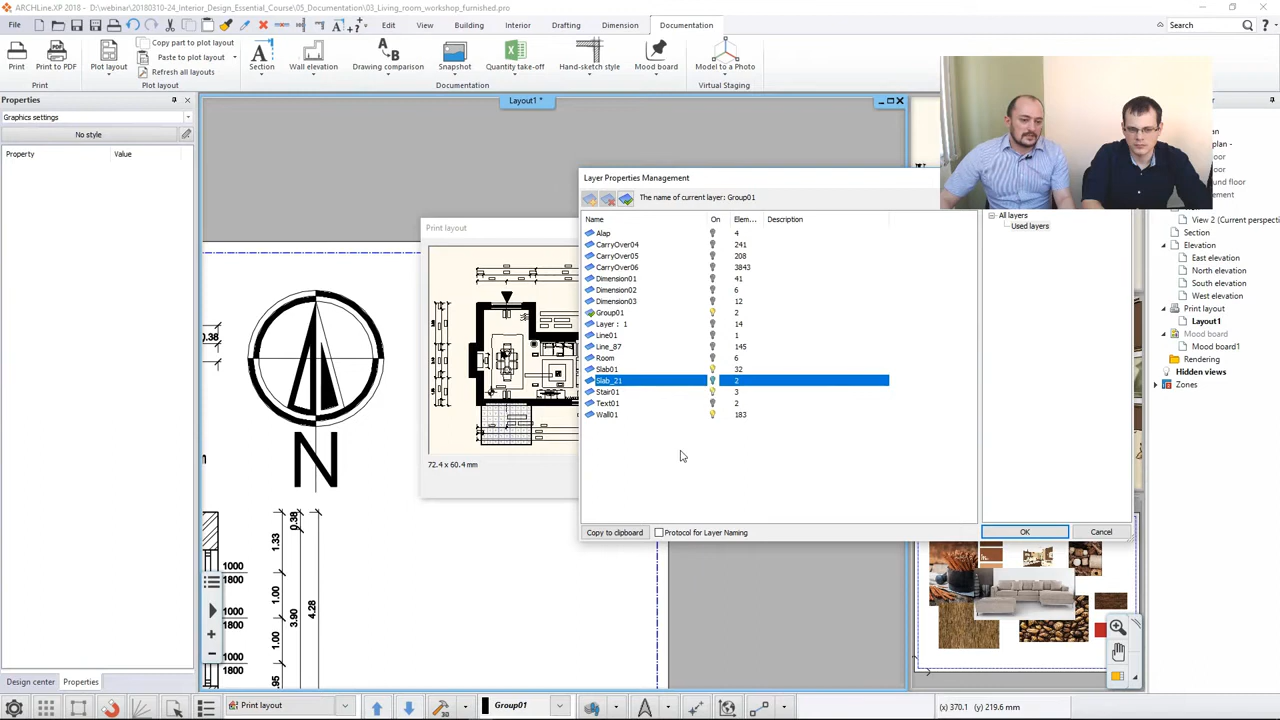 ARCHLine.XP 2018 - D:\webinar\20180310-24_Interior_Design_Essential_Course\05_Documentation\03_Living_room_workshop_furnished.pro
File Edit View Building Interior Drafting Dimension Documentation Search
Print Print to PDF Plot layout Copy part to plot layout
Paste to plot layout
Refresh all layouts
Section Wall elevation Drawing comparison Snapshot Quantity take-off Hand-sketch style Mood board Model to a Photo
Print Plot layout Documentation Virtual Staging
Properties
Graphics settings
No style
Property Value
Layout1 *
Print layout
72.4 x 60.4 mm
Layer Properties Management
The name of current layer: Group01
Name On Elem... Description
Alap 4
CarryOver04 241
CarryOver05 208
CarryOver06 3843
Dimension01 41
Dimension02 6
Dimension03 12
Group01 2
Layer : 1 14
Line01 1
Line_87 145
Room 6
Slab01 32
Slab_21 2
Stair01 3
Text01 2
Wall01 183
All layers
Used layers
Copy to clipboard Protocol for Layer Naming OK Cancel
View 2 (Current perspecti
Section
Elevation
East elevation
North elevation
South elevation
West elevation
Print layout
Layout1
Mood board
Mood board1
Rendering
Hidden views
Zones
0.38
N
0.38
1.33
1000
1800
1.00
1000
1800
3.90
4.28
1.00
1000
1800
.95
Design center Properties
Print layout Group01 (x) 370.1 (y) 219.6 mm